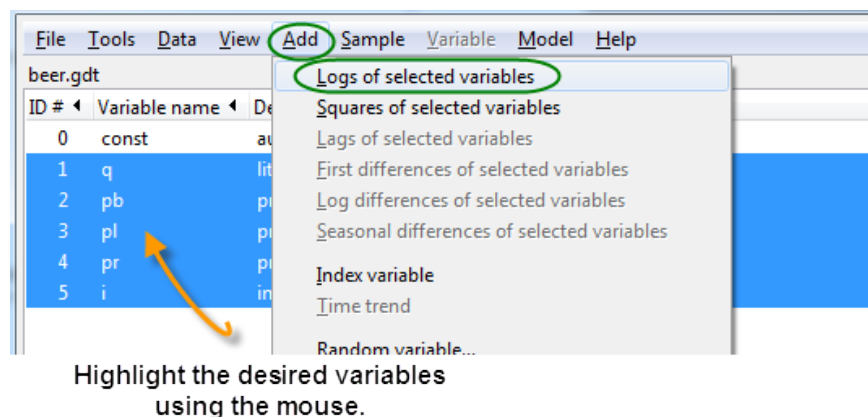 File Tools Data View Add Sample Variable Model Help
beer.gdt
ID # Variable name De
0 const au
1 q lit
2 pb pr
3 pl pr
4 pr pr
5 i in
Logs of selected variables
Squares of selected variables
Lags of selected variables
First differences of selected variables
Log differences of selected variables
Seasonal differences of selected variables
Index variable
Time trend
Random variable...
Highlight the desired variables
using the mouse.